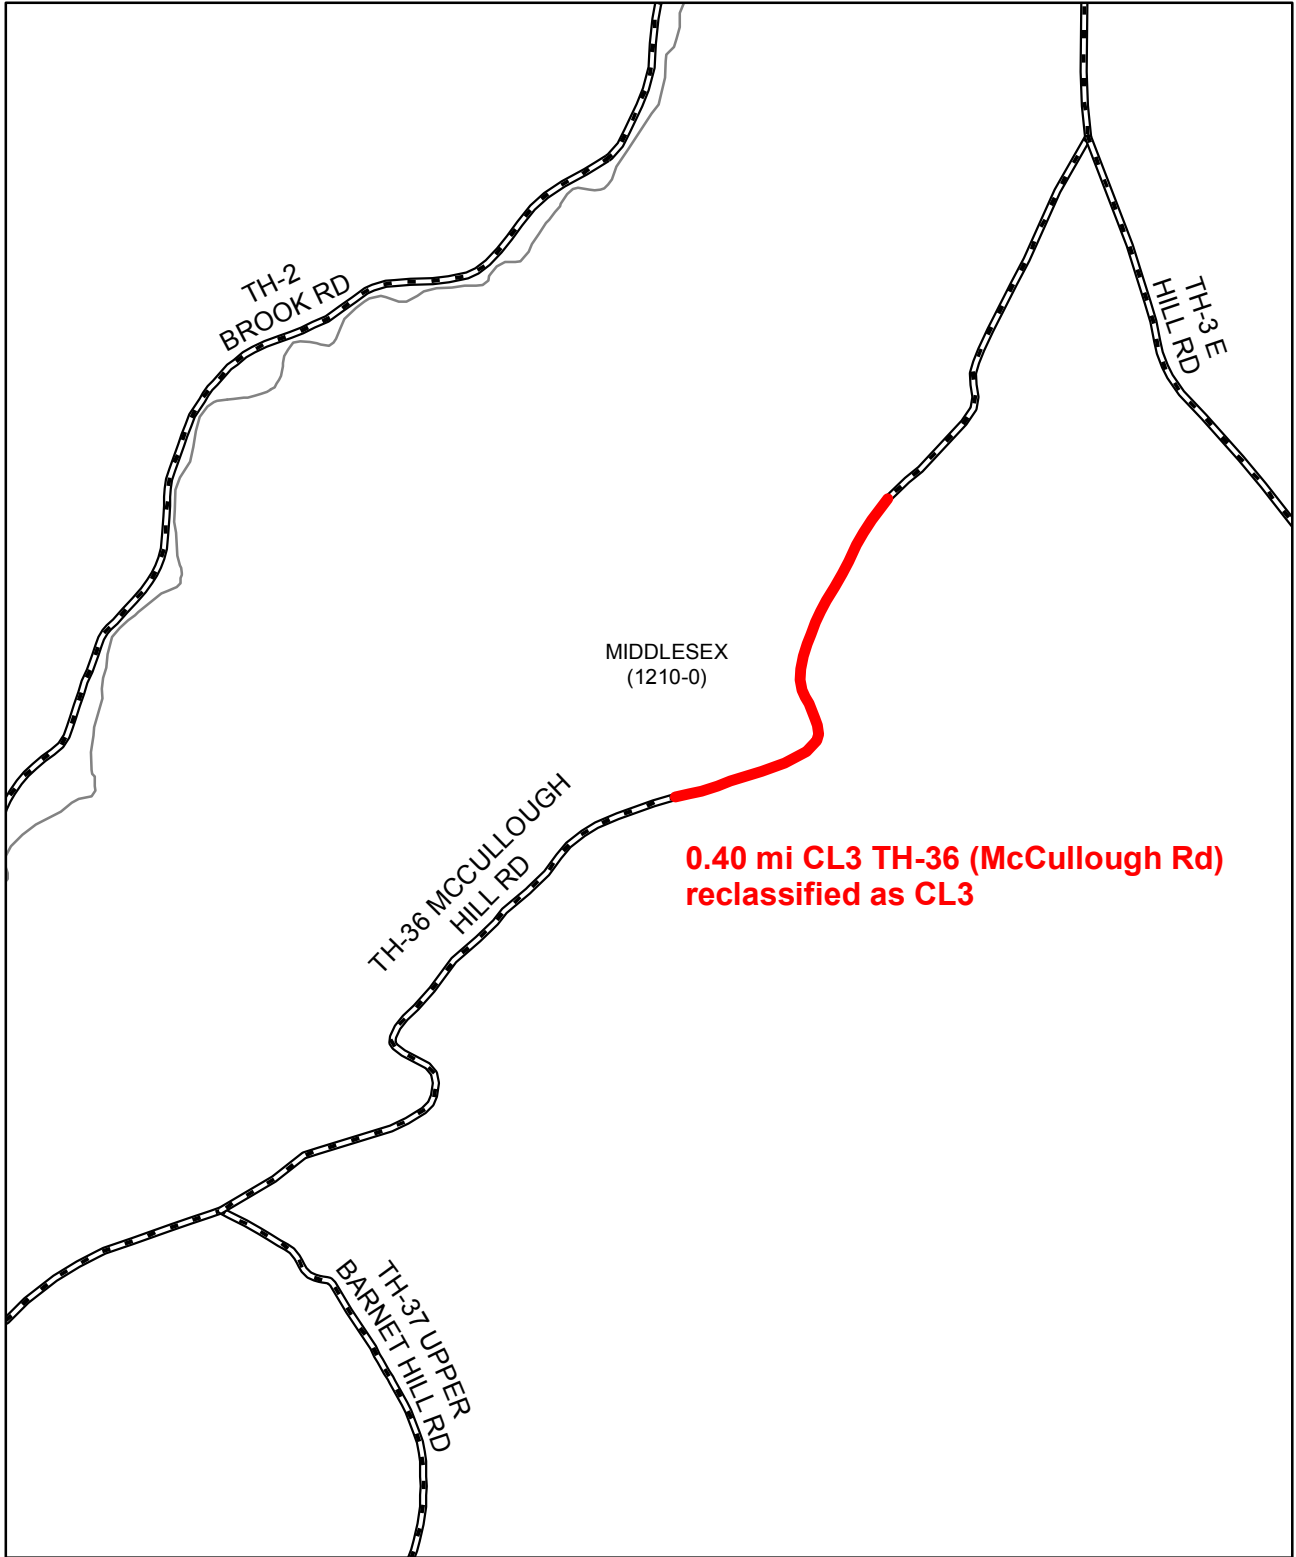 TH-2
BROOK RD
TH-3 E
HILL RD
MIDDLESEX
(1210-0)
TH-36 MCCULLOUGH
HILL RD
0.40 mi CL3 TH-36 (McCullough Rd)
reclassified as CL3
TH-37 UPPER
BARNET HILL RD